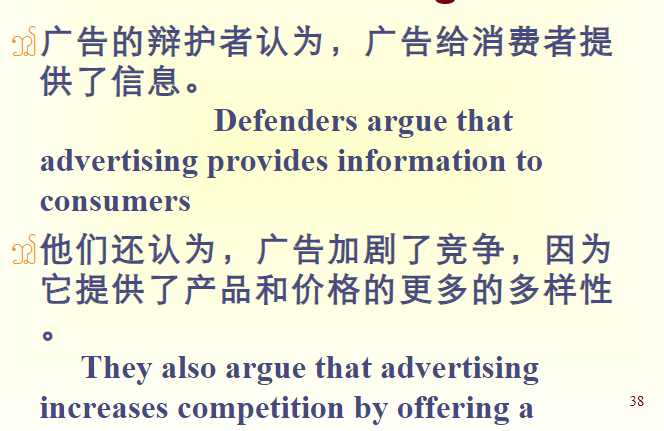 广告的辩护者认为，广告给消费者提
供了信息。
Defenders argue that
advertising provides information to
consumers
他们还认为，广告加剧了竞争，因为
它提供了产品和价格的更多的多样性
。
They also argue that advertising
increases competition by offering a
38